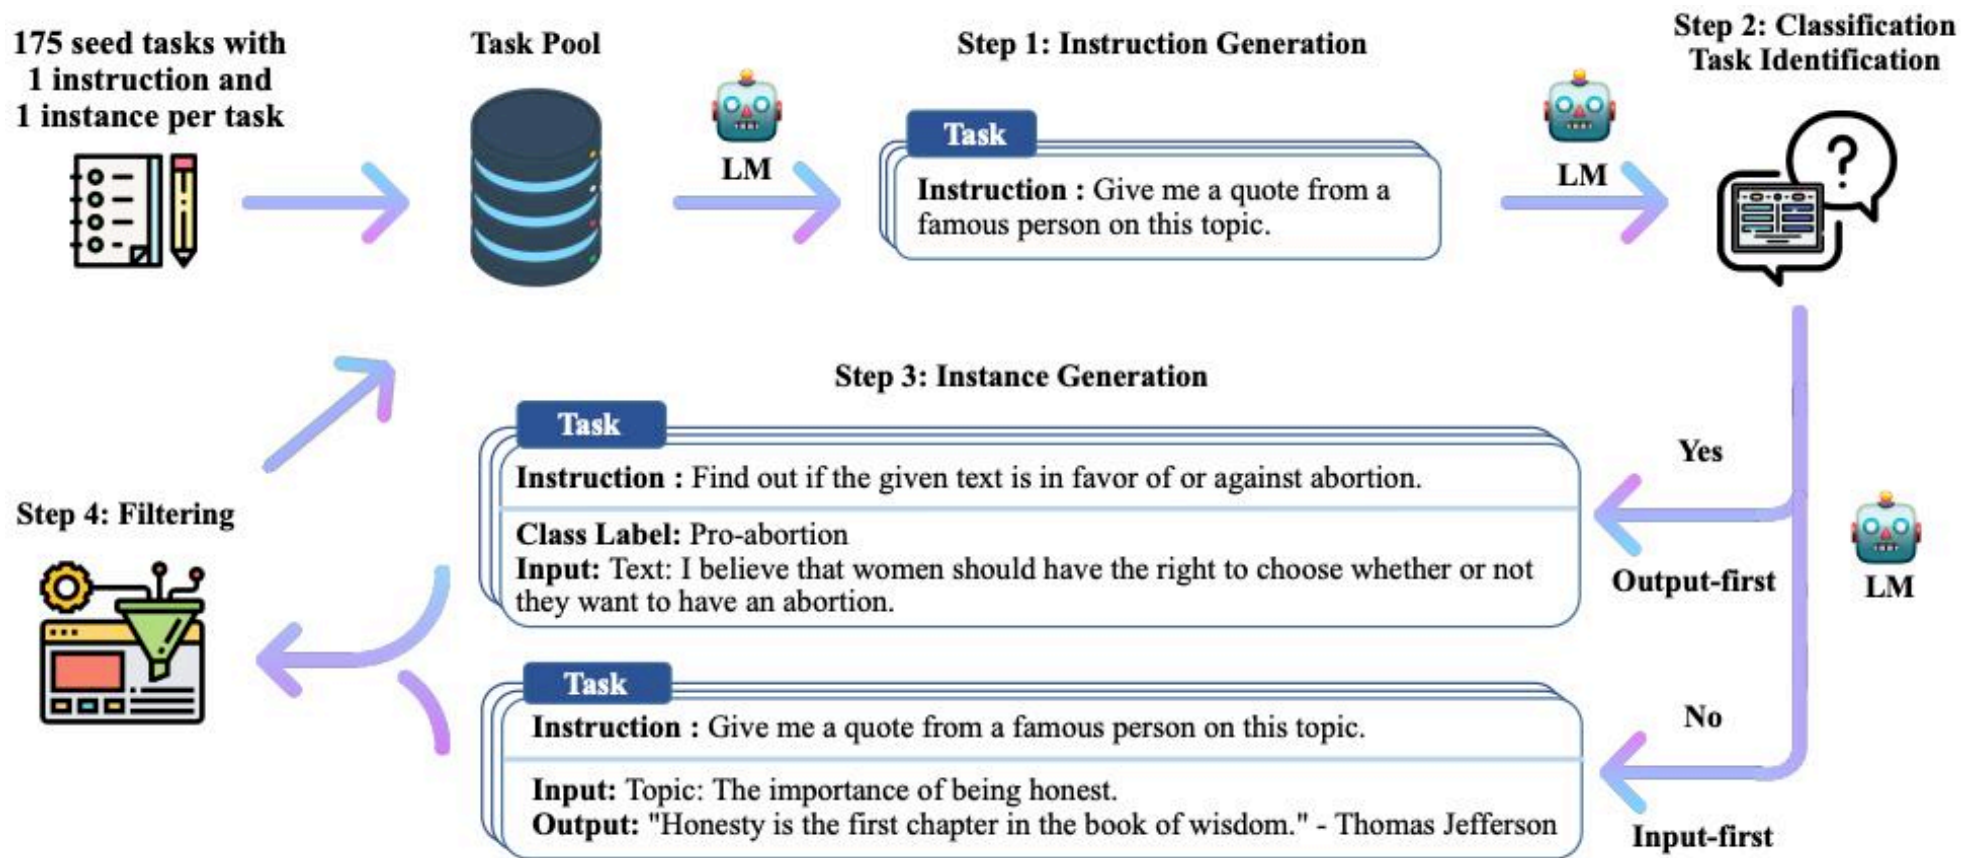 175 seed tasks with
1 instruction and
1 instance per task
Task Pool
LM
Step 1: Instruction Generation
Task
Instruction : Give me a quote from a
famous person on this topic.
LM
Step 2: Classification
Task Identification
Step 3: Instance Generation
Task
Instruction : Find out if the given text is in favor of or against abortion.
Class Label: Pro-abortion
Input: Text: I believe that women should have the right to choose whether or not
they want to have an abortion.
Yes
Output-first
LM
Task
Instruction : Give me a quote from a famous person on this topic.
Input: Topic: The importance of being honest.
Output: "Honesty is the first chapter in the book of wisdom." - Thomas Jefferson
No
Input-first
Step 4: Filtering